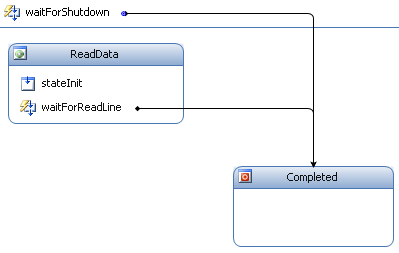 waitForShutdown
ReadData
stateInit
waitForReadLine
Completed